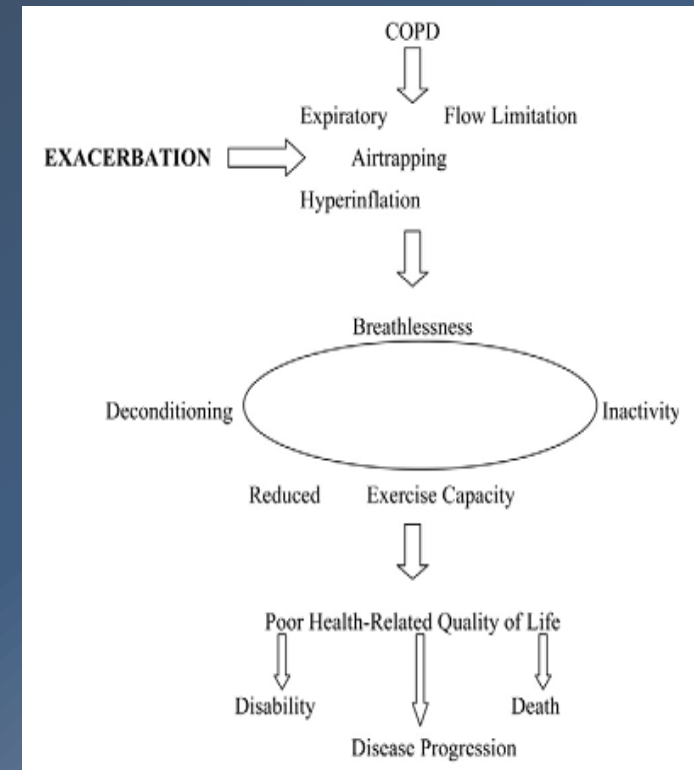 COPD
Expiratory Flow Limitation
EXACERBATION Airtrapping
Hyperinflation
Breathlessness
Deconditioning Inactivity
Reduced Exercise Capacity
Poor Health-Related Quality of Life
Disability Death
Disease Progression